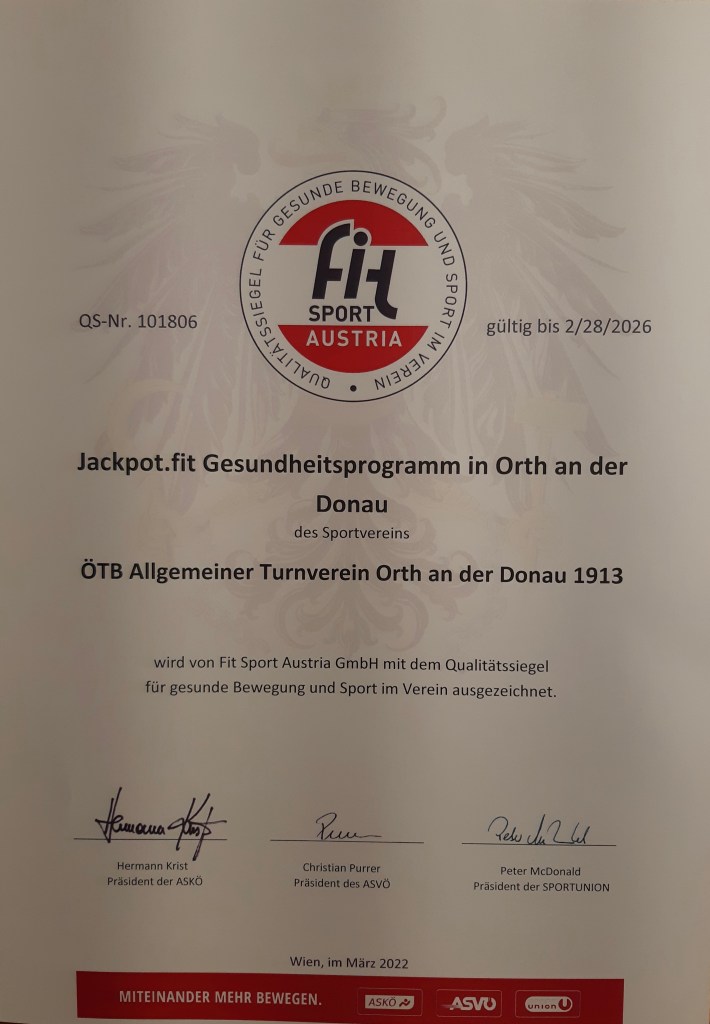 QUALITÄTSSIEGEL FÜR GESUNDE BEWEGUNG UND SPORT IM VEREIN
fit
SPORT
AUSTRIA
QS-Nr. 101806
gültig bis 2/28/2026
Jackpot.fit Gesundheitsprogramm in Orth an der
Donau
des Sportvereins
ÖTB Allgemeiner Turnverein Orth an der Donau 1913
wird von Fit Sport Austria GmbH mit dem Qualitätssiegel
für gesunde Bewegung und Sport im Verein ausgezeichnet.
Hermann Krist
Präsident der ASKÖ
Christian Purrer
Präsident des ASVÖ
Peter McDonald
Präsident der SPORTUNION
Wien, im März 2022
MITEINANDER MEHR BEWEGEN.
ASKÖ
ASVÖ
union